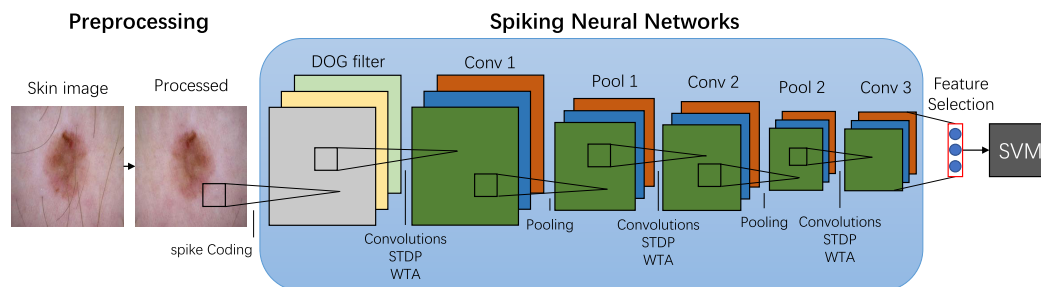 Preprocessing
Spiking Neural Networks
Skin image
Processed
DOG filter
Conv 1
Pool 1
Conv 2
Pool 2
Conv 3
Feature
Selection
SVM
spike Coding
Convolutions
STDP
WTA
Pooling
Convolutions
STDP
WTA
Pooling
Convolutions
STDP
WTA